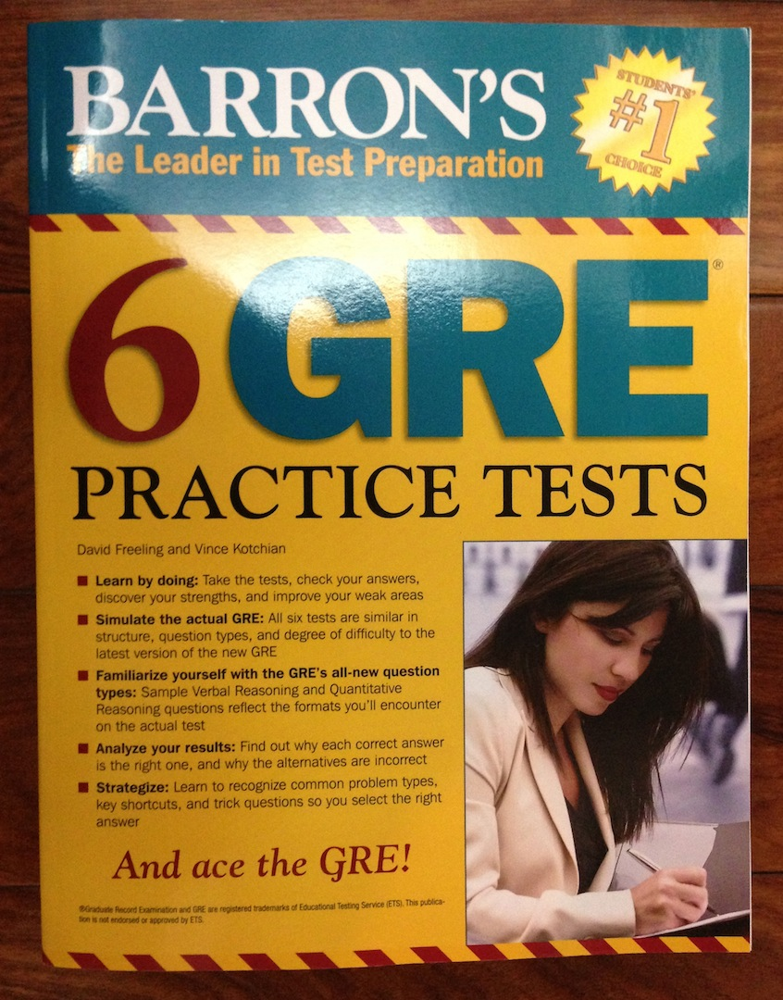 BARRON'S
The Leader in Test Preparation
STUDENTS'
#1
CHOICE
6 GRE®
PRACTICE TESTS
David Freeling and Vince Kotchian
■ Learn by doing: Take the tests, check your answers,
discover your strengths, and improve your weak areas
■ Simulate the actual GRE: All six tests are similar in
structure, question types, and degree of difficulty to the
latest version of the new GRE
■ Familiarize yourself with the GRE's all-new question
types: Sample Verbal Reasoning and Quantitative
Reasoning questions reflect the formats you'll encounter
on the actual test
■ Analyze your results: Find out why each correct answer
is the right one, and why the alternatives are incorrect
■ Strategize: Learn to recognize common problem types,
key shortcuts, and trick questions so you select the right
answer
And ace the GRE!
®Graduate Record Examination and GRE are registered trademarks of Educational Testing Service (ETS). This publica-
tion is not endorsed or approved by ETS.